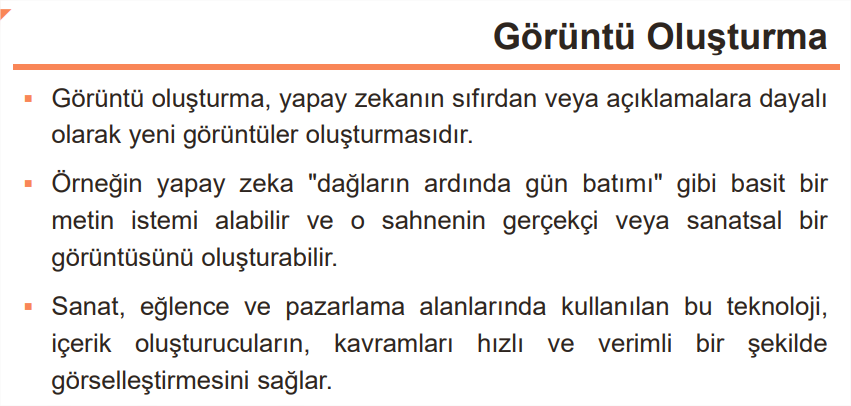 Görüntü Oluşturma
▪ Görüntü oluşturma, yapay zekanın sıfırdan veya açıklamalara dayalı
olarak yeni görüntüler oluşturmasıdır.
▪ Örneğin yapay zeka "dağların ardında gün batımı" gibi basit bir
metin istemi alabilir ve o sahnenin gerçekçi veya sanatsal bir
görüntüsünü oluşturabilir.
▪ Sanat, eğlence ve pazarlama alanlarında kullanılan bu teknoloji,
içerik oluşturucuların, kavramları hızlı ve verimli bir şekilde
görselleştirmesini sağlar.